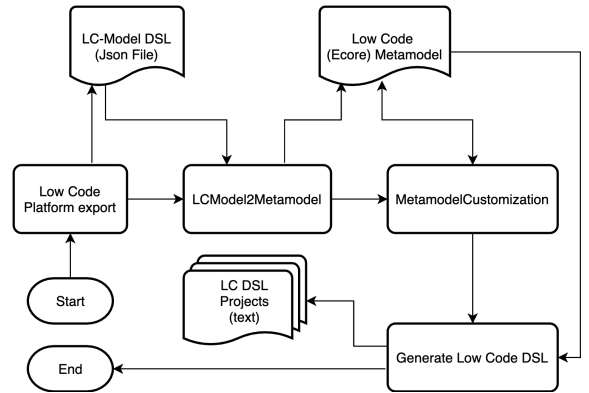 LC-Model DSL
(Json File)
Low Code
(Ecore) Metamodel
Low Code
Platform export
LCModel2Metamodel
MetamodelCustomization
Start
LC DSL
Projects
(text)
End
Generate Low Code DSL